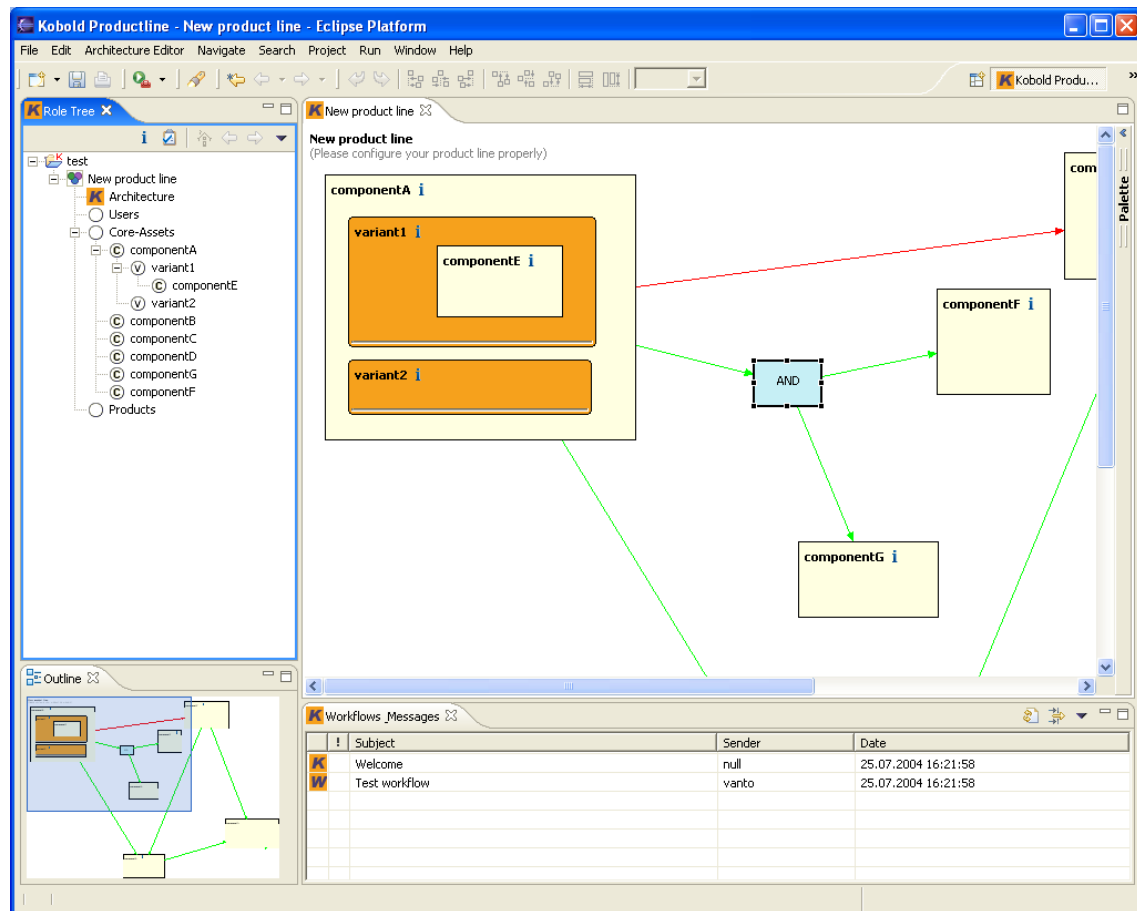 Kobold Productline - New product line - Eclipse Platform
File Edit Architecture Editor Navigate Search Project Run Window Help
Kobold Produ... »
Role Tree
test
New product line
Architecture
Users
Core-Assets
componentA
variant1
componentE
variant2
componentB
componentC
componentD
componentG
componentF
Products
New product line
New product line
(Please configure your product line properly)
componentA i
variant1 i
componentE i
variant2 i
AND
com
componentF i
componentG i
Palette
Outline
Workflows Messages
! Subject Sender Date
K Welcome null 25.07.2004 16:21:58
W Test workflow vanto 25.07.2004 16:21:58